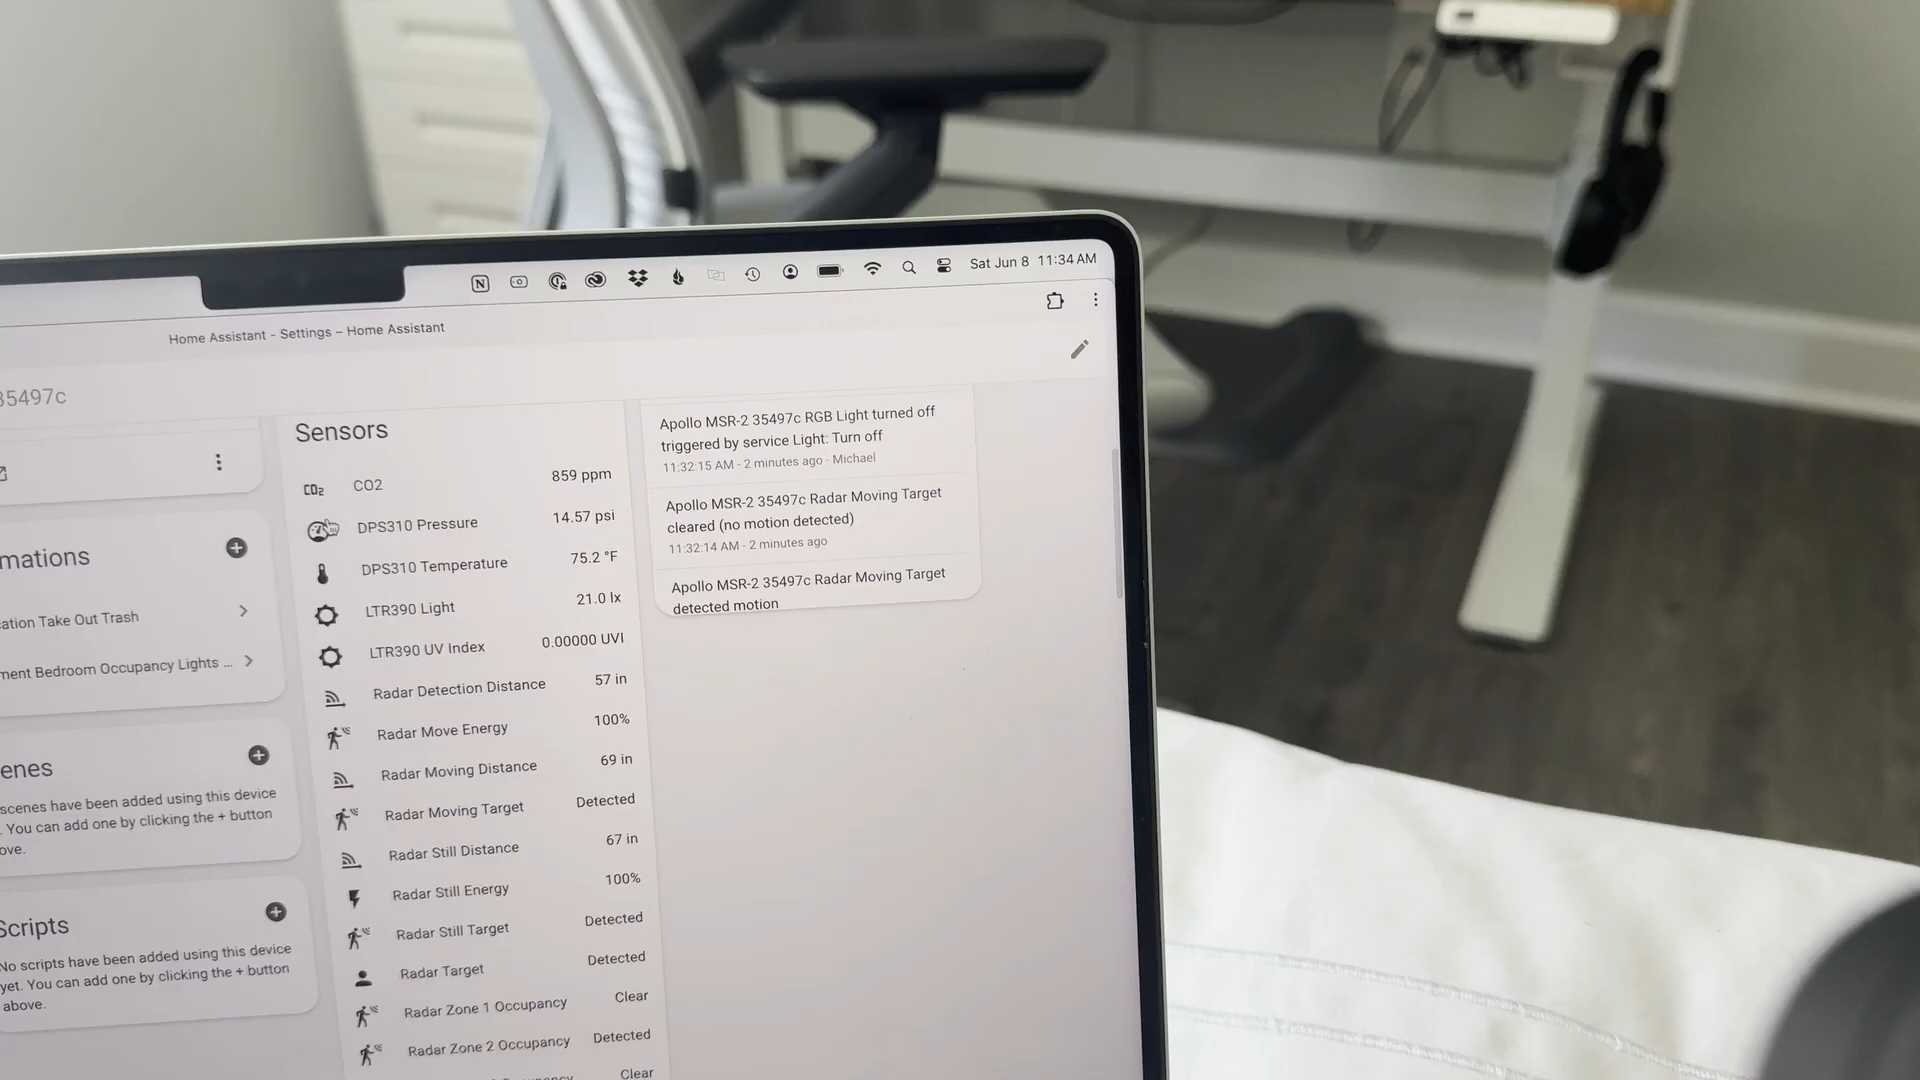 Sat Jun 8 11:34 AM
Home Assistant - Settings – Home Assistant
35497c
mations
ation Take Out Trash
ment Bedroom Occupancy Lights ...
enes
scenes have been added using this device
. You can add one by clicking the + button
ove.
Scripts
No scripts have been added using this device
yet. You can add one by clicking the + button
above.
Sensors
CO2 CO2 859 ppm
DPS310 Pressure 14.57 psi
DPS310 Temperature 75.2 °F
LTR390 Light 21.0 lx
LTR390 UV Index 0.00000 UVI
Radar Detection Distance 57 in
Radar Move Energy 100%
Radar Moving Distance 69 in
Radar Moving Target Detected
Radar Still Distance 67 in
Radar Still Energy 100%
Radar Still Target Detected
Radar Target Detected
Radar Zone 1 Occupancy Clear
Radar Zone 2 Occupancy Detected
Clear
Apollo MSR-2 35497c RGB Light turned off
triggered by service Light: Turn off
11:32:15 AM - 2 minutes ago - Michael
Apollo MSR-2 35497c Radar Moving Target
cleared (no motion detected)
11:32:14 AM - 2 minutes ago
Apollo MSR-2 35497c Radar Moving Target
detected motion